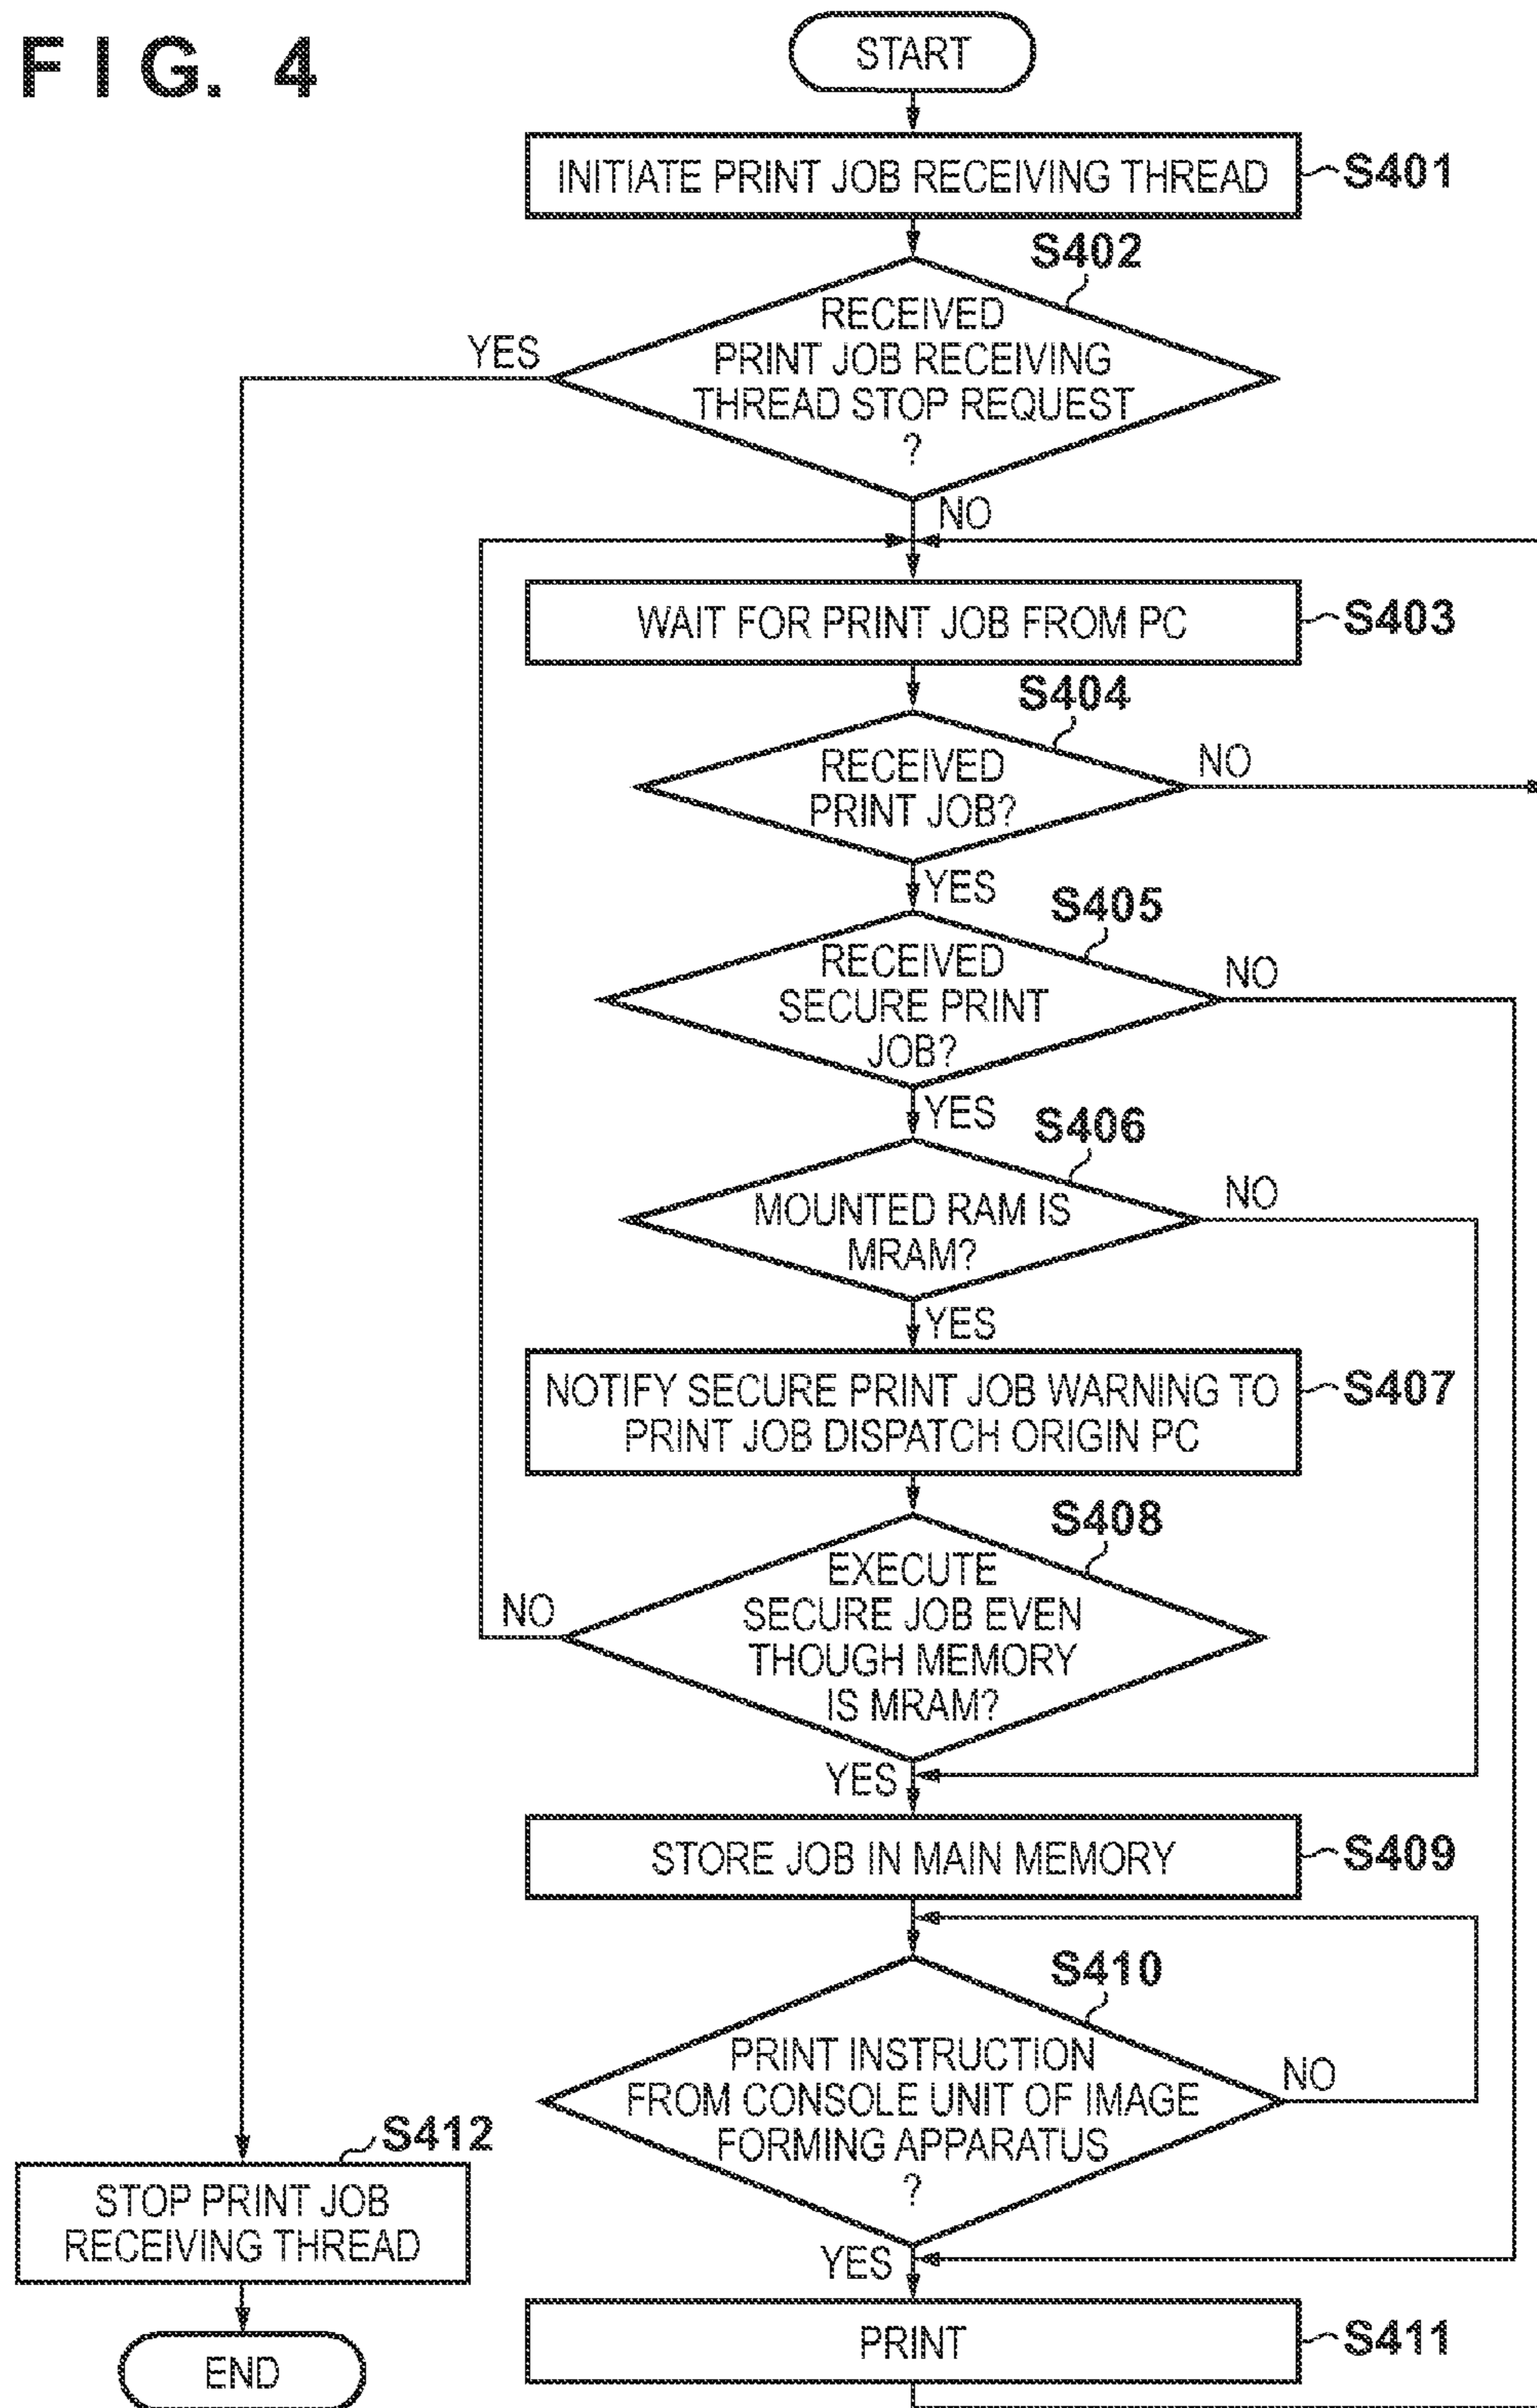 FIG. 4
START
INITIATE PRINT JOB RECEIVING THREAD
S401
S402
RECEIVED
PRINT JOB RECEIVING
THREAD STOP REQUEST
?
YES
NO
WAIT FOR PRINT JOB FROM PC
S403
S404
RECEIVED
PRINT JOB?
NO
YES
S405
RECEIVED
SECURE PRINT
JOB?
NO
YES
S406
MOUNTED RAM IS
MRAM?
NO
YES
NOTIFY SECURE PRINT JOB WARNING TO
PRINT JOB DISPATCH ORIGIN PC
S407
S408
EXECUTE
SECURE JOB EVEN
THOUGH MEMORY
IS MRAM?
NO
YES
STORE JOB IN MAIN MEMORY
S409
S410
PRINT INSTRUCTION
FROM CONSOLE UNIT OF IMAGE
FORMING APPARATUS
?
NO
YES
S412
STOP PRINT JOB
RECEIVING THREAD
PRINT
S411
END